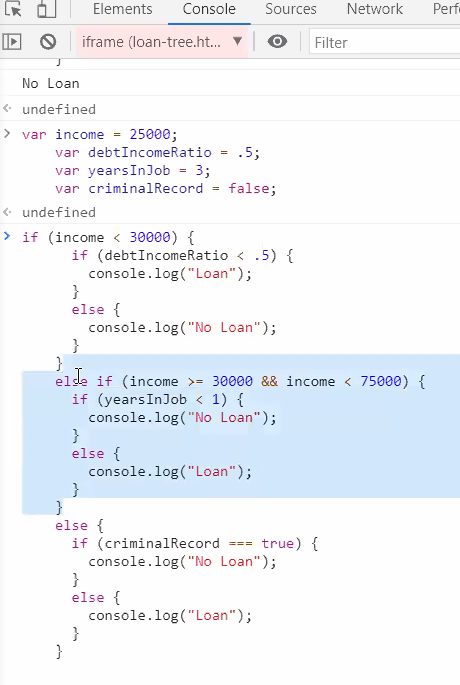 Elements Console Sources Network Perf
iframe (loan-tree.ht... ▼ Filter
}
No Loan
undefined
> var income = 25000;
var debtIncomeRatio = .5;
var yearsInJob = 3;
var criminalRecord = false;
undefined
> if (income < 30000) {
if (debtIncomeRatio < .5) {
console.log("Loan");
}
else {
console.log("No Loan");
}
}
else if (income >= 30000 && income < 75000) {
if (yearsInJob < 1) {
console.log("No Loan");
}
else {
console.log("Loan");
}
}
else {
if (criminalRecord === true) {
console.log("No Loan");
}
else {
console.log("Loan");
}
}